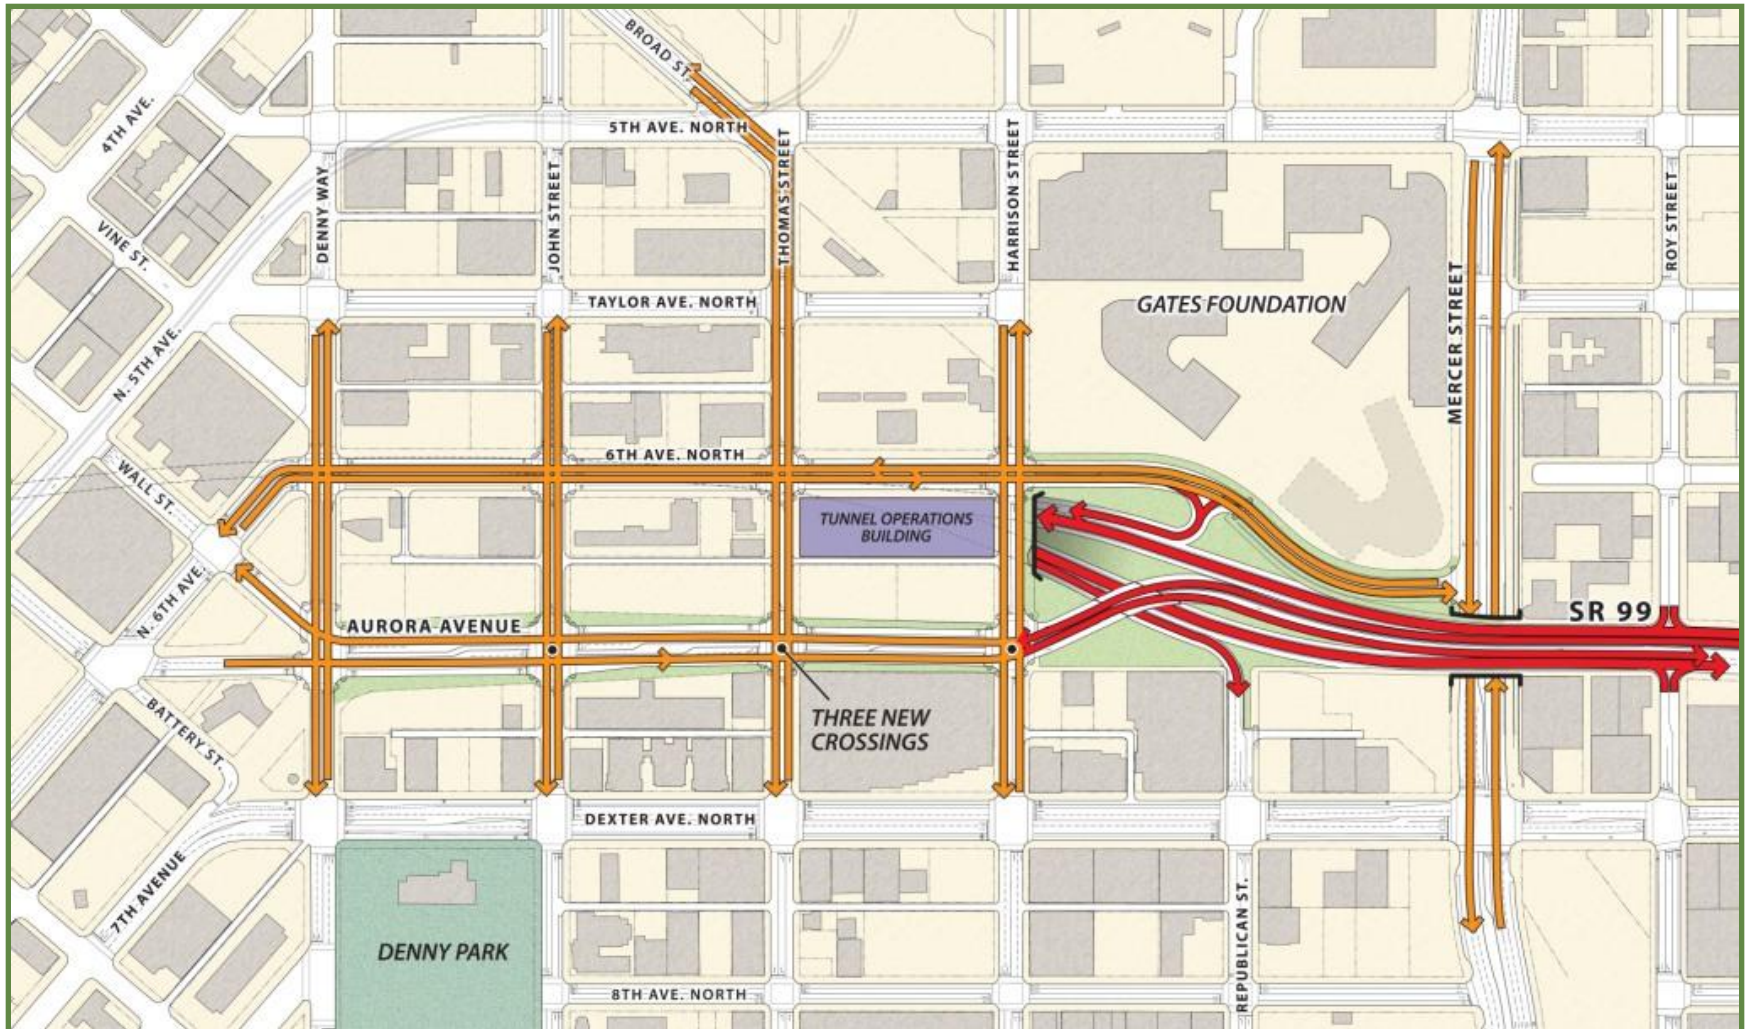 BROAD ST.
4TH AVE.
5TH AVE. NORTH
DENNY WAY
JOHN STREET
THOMAS STREET
HARRISON STREET
ROY STREET
VINE ST.
TAYLOR AVE. NORTH
GATES FOUNDATION
MERCER STREET
N. 5TH AVE.
6TH AVE. NORTH
WALL ST.
TUNNEL OPERATIONS
BUILDING
N. 6TH AVE.
AURORA AVENUE
SR 99
BATTERY ST.
THREE NEW
CROSSINGS
DEXTER AVE. NORTH
7TH AVENUE
DENNY PARK
REPUBLICAN ST.
8TH AVE. NORTH